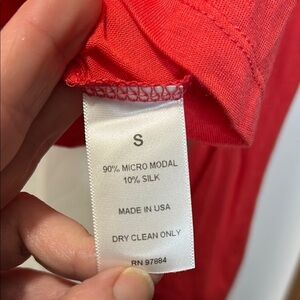 S
90% MICRO MODAL
10% SILK
MADE IN USA
DRY CLEAN ONLY
RN 97884